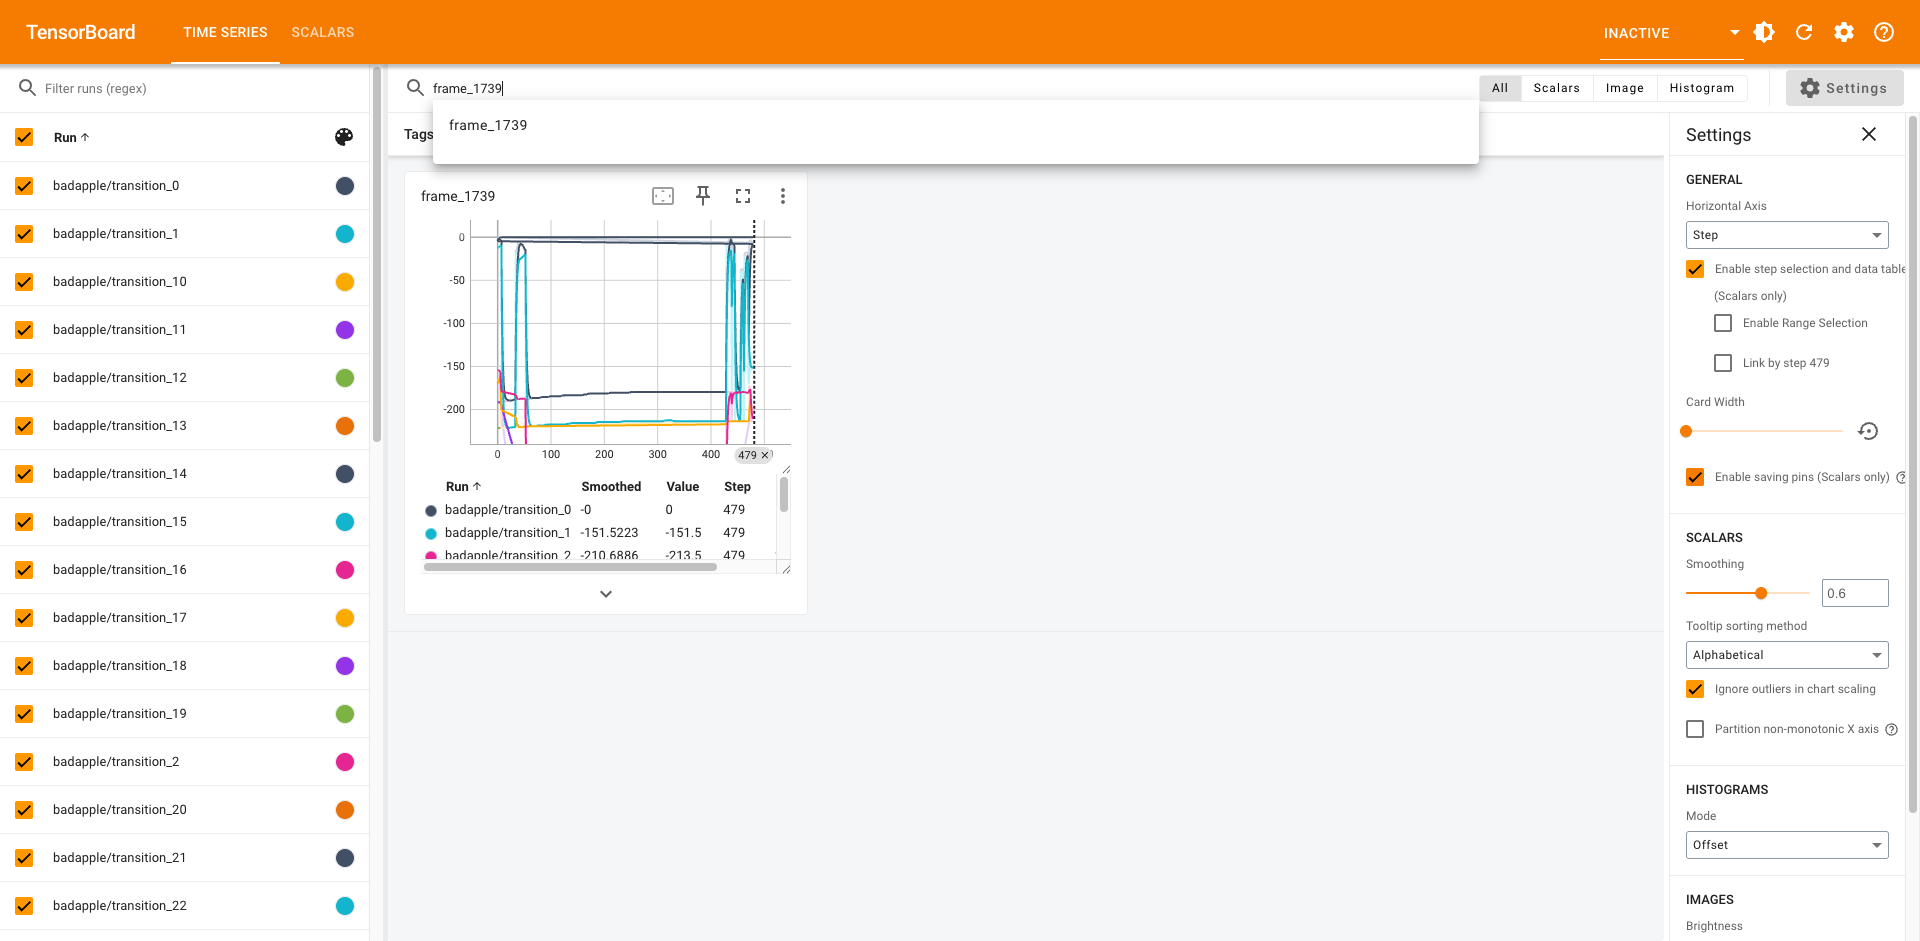 TensorBoard
TIME SERIES
SCALARS
INACTIVE
Filter runs (regex)
frame_1739
All
Scalars
Image
Histogram
Settings
Run
badapple/transition_0
badapple/transition_1
badapple/transition_10
badapple/transition_11
badapple/transition_12
badapple/transition_13
badapple/transition_14
badapple/transition_15
badapple/transition_16
badapple/transition_17
badapple/transition_18
badapple/transition_19
badapple/transition_2
badapple/transition_20
badapple/transition_21
badapple/transition_22
frame_1739
Tags
frame_1739
0
-50
-100
-150
-200
0 100 200 300 400 479
Run Smoothed Value Step
badapple/transition_0 -0 0 479
badapple/transition_1 -151.5223 -151.5 479
badapple/transition_2 -210.6886 -213.5 479
Settings
GENERAL
Horizontal Axis
Step
Enable step selection and data table
(Scalars only)
Enable Range Selection
Link by step 479
Card Width
Enable saving pins (Scalars only)
SCALARS
Smoothing
0.6
Tooltip sorting method
Alphabetical
Ignore outliers in chart scaling
Partition non-monotonic X axis
HISTOGRAMS
Mode
Offset
IMAGES
Brightness